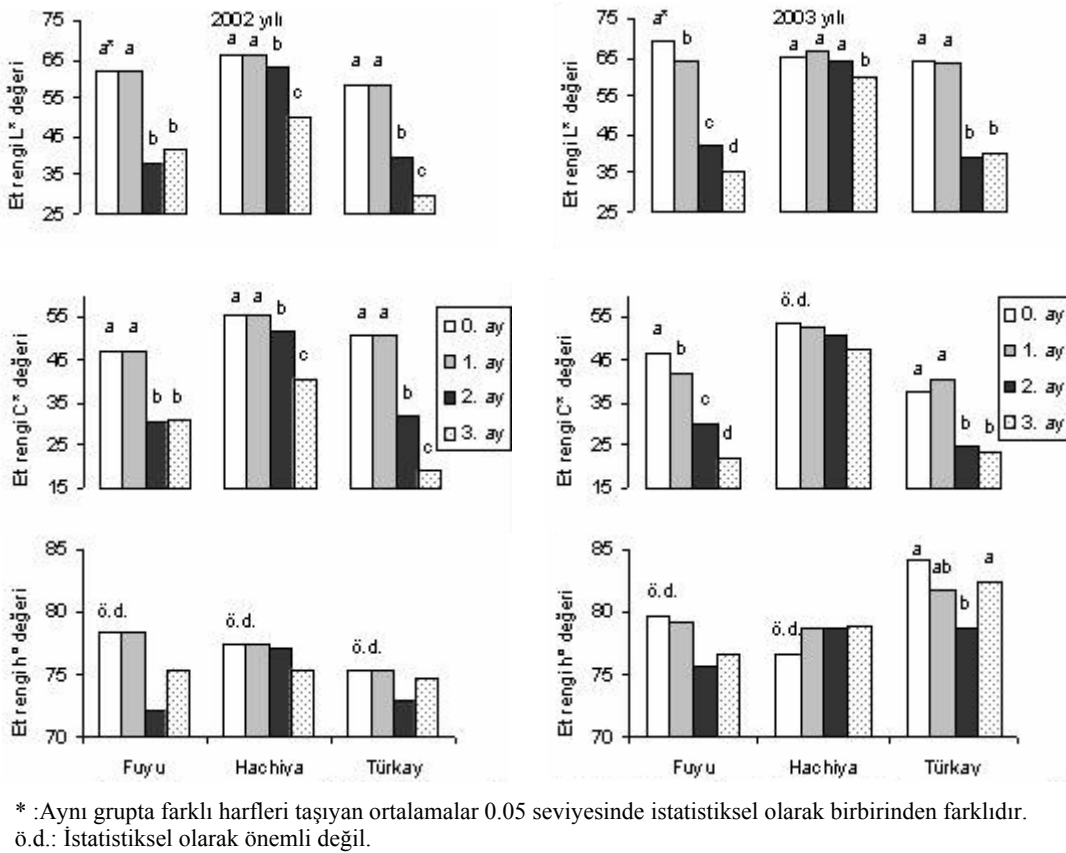 2002 yılı
Et rengi L* değeri
75
65
55
45
35
25
a* a b b
a a b c
a a b c
2003 yılı
Et rengi L* değeri
75
65
55
45
35
25
a* b c d
a a a b
a a b b
Et rengi C* değeri
55
45
35
25
15
a a b b
a a b c
a a b c
0. ay
1. ay
2. ay
3. ay
Et rengi C* değeri
55
45
35
25
15
a b c d
ö.d.
a a b b
0. ay
1. ay
2. ay
3. ay
Et rengi h° değeri
85
80
75
70
ö.d.
ö.d.
ö.d.
Fuyu Hachiya Türkay
Et rengi h° değeri
85
80
75
70
ö.d.
ö.d.
a ab b a
Fuyu Hachiya Türkay
* :Aynı grupta farklı harfleri taşıyan ortalamalar 0.05 seviyesinde istatistiksel olarak birbirinden farklıdır.
ö.d.: İstatistiksel olarak önemli değil.